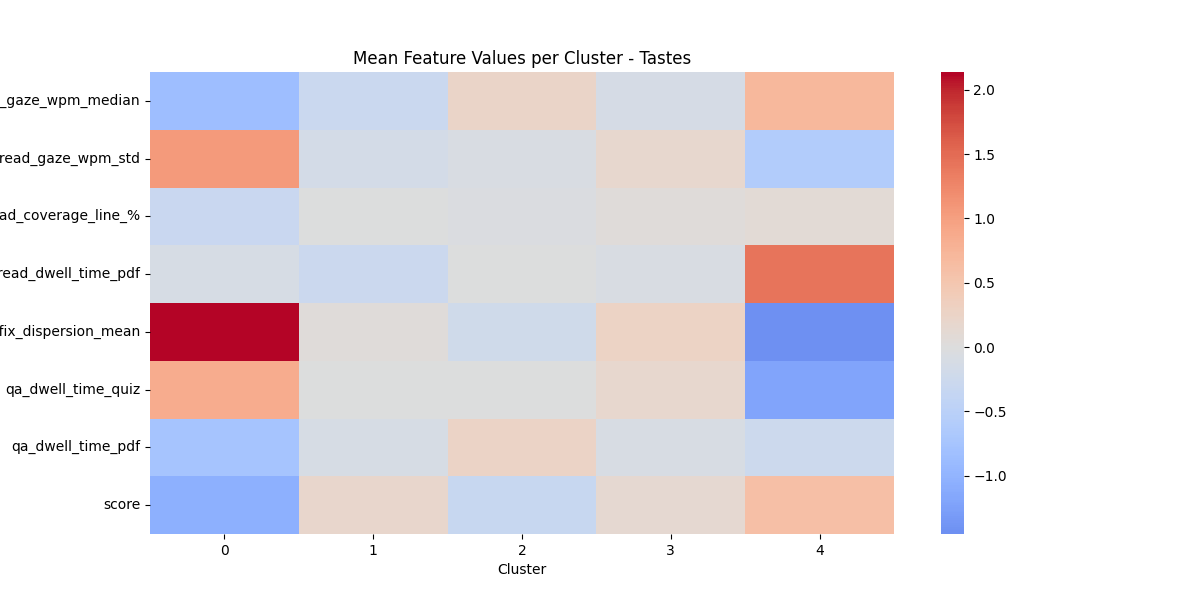 Mean Feature Values per Cluster - Tastes
_gaze_wpm_median
read_gaze_wpm_std
ad_coverage_line_%
read_dwell_time_pdf
fix_dispersion_mean
qa_dwell_time_quiz
qa_dwell_time_pdf
score
0 1 2 3 4
Cluster
2.0
1.5
1.0
0.5
0.0
−0.5
−1.0